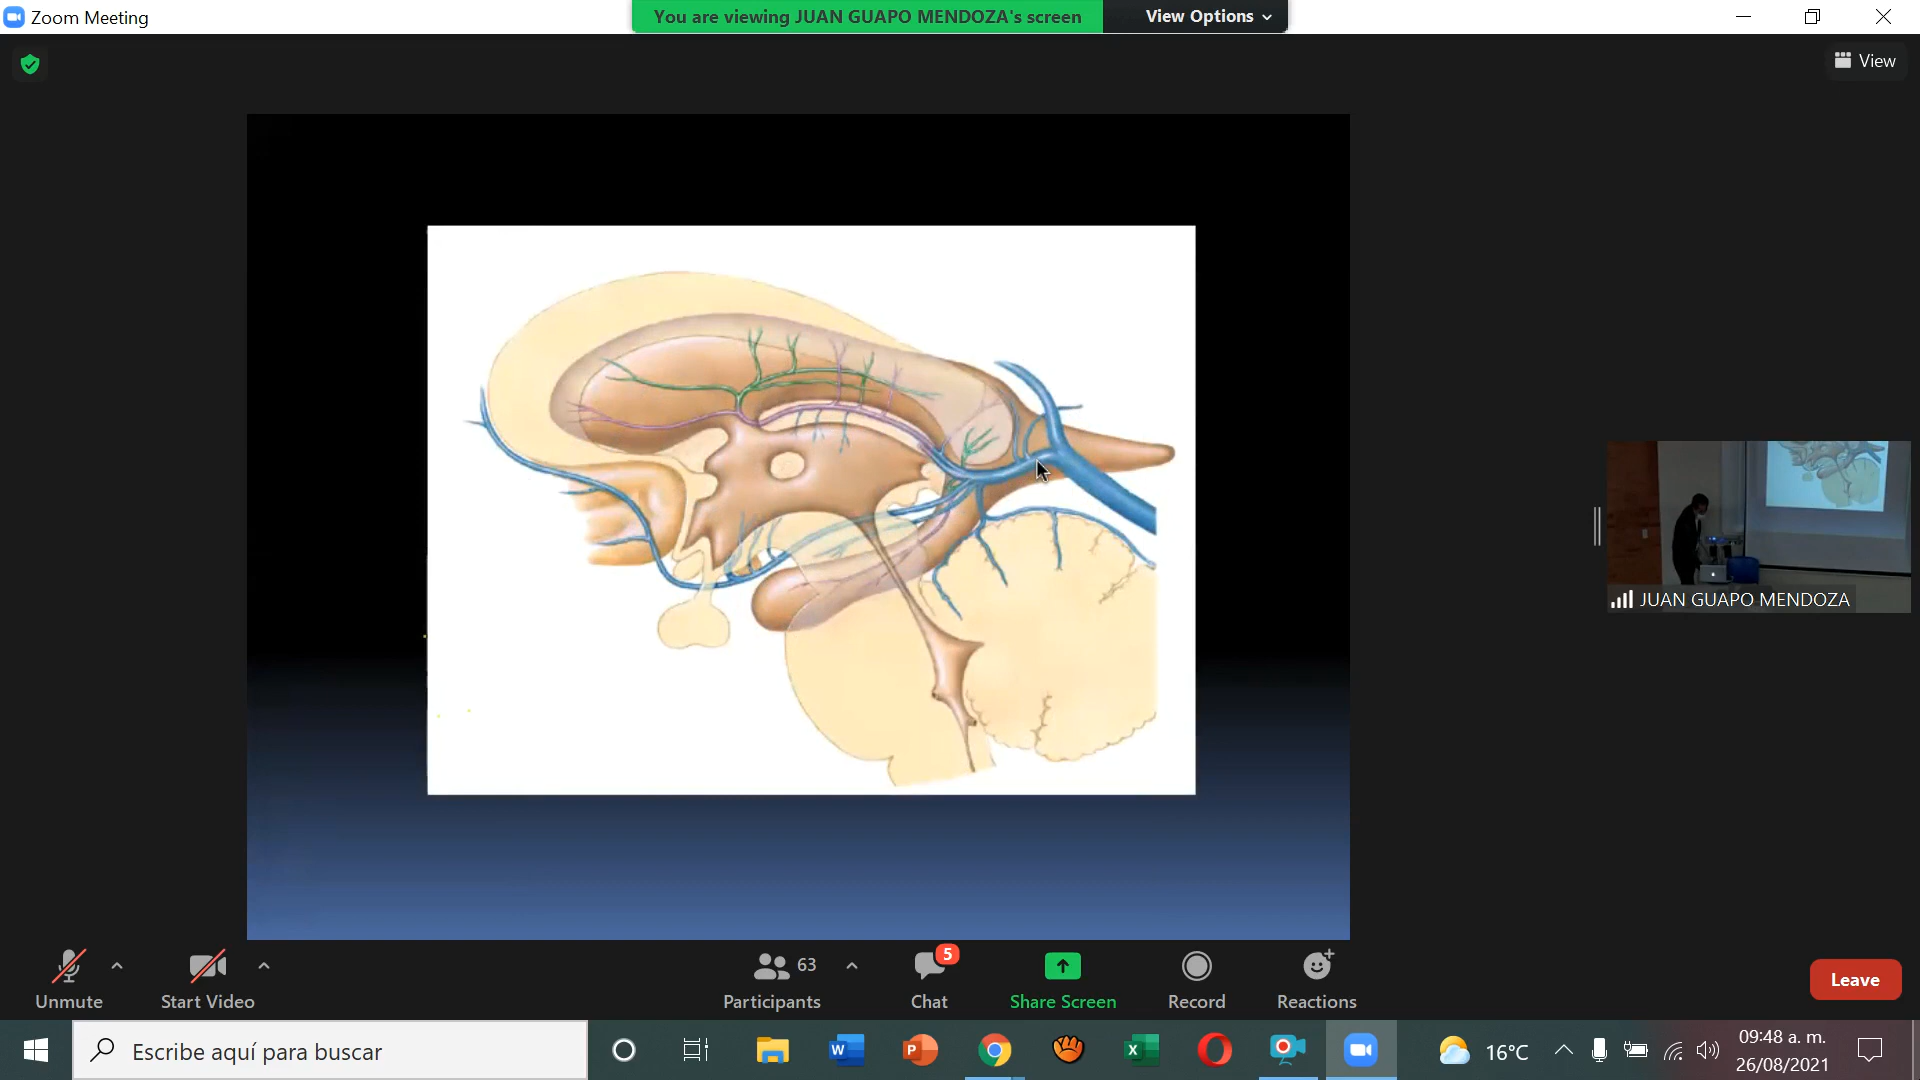 Zoom Meeting
You are viewing JUAN GUAPO MENDOZA's screen
View Options
View
JUAN GUAPO MENDOZA
Unmute
Start Video
63
Participants
5
Chat
Share Screen
Record
Reactions
Leave
Escribe aquí para buscar
16°C
09:48 a. m.
26/08/2021